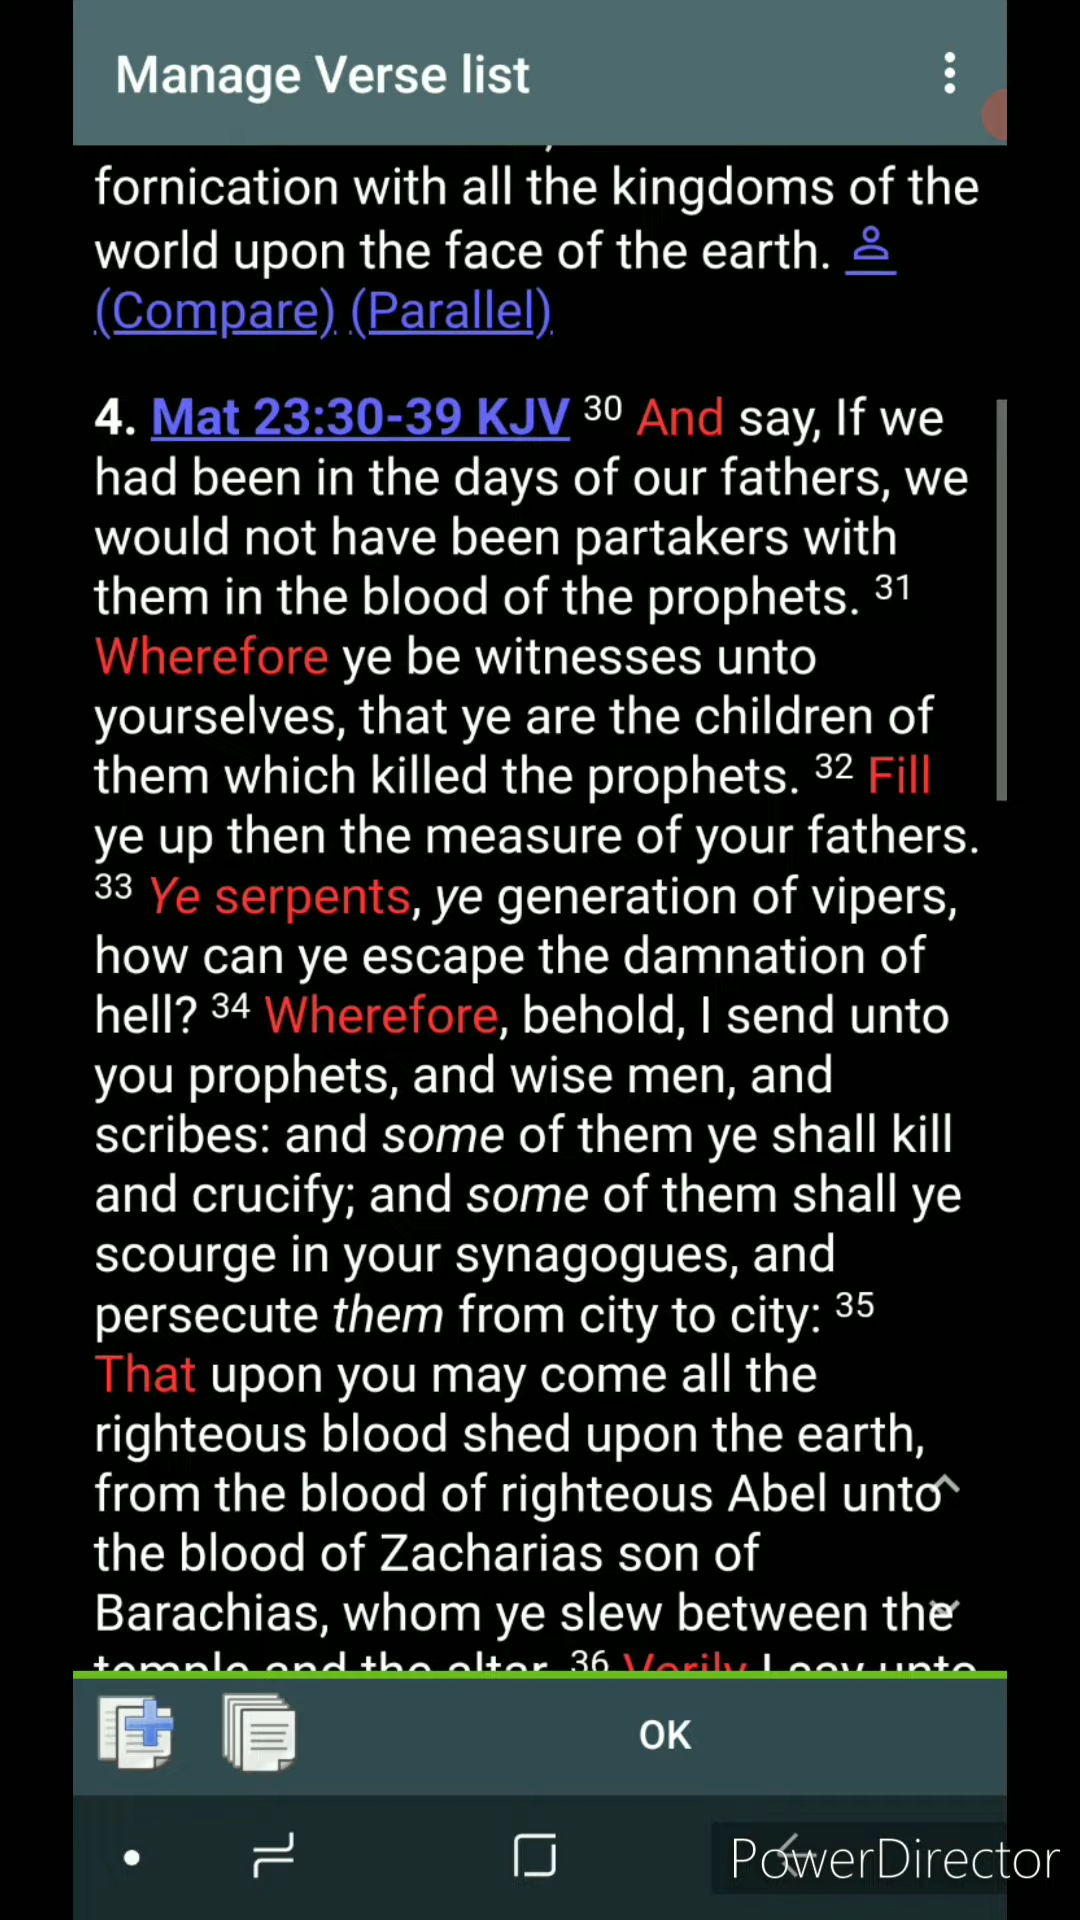 Manage Verse list
fornication with all the kingdoms of the
world upon the face of the earth.
(Compare) (Parallel)
4. Mat 23:30-39 KJV 30 And say, If we
had been in the days of our fathers, we
would not have been partakers with
them in the blood of the prophets. 31
Wherefore ye be witnesses unto
yourselves, that ye are the children of
them which killed the prophets. 32 Fill
ye up then the measure of your fathers.
33 Ye serpents, ye generation of vipers,
how can ye escape the damnation of
hell? 34 Wherefore, behold, I send unto
you prophets, and wise men, and
scribes: and some of them ye shall kill
and crucify; and some of them shall ye
scourge in your synagogues, and
persecute them from city to city: 35
That upon you may come all the
righteous blood shed upon the earth,
from the blood of righteous Abel unto
the blood of Zacharias son of
Barachias, whom ye slew between the
temple and the altar. 36 Verily I say unto
OK
PowerDirector